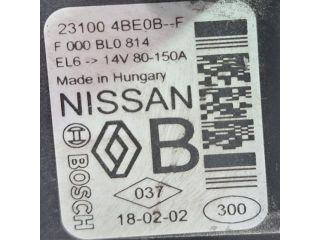 23100 4BE0B--F
F 000 BL0 814
EL6 -> 14V 80-150A
Made in Hungary
NISSAN
BOSCH
B
037
18-02-02
300